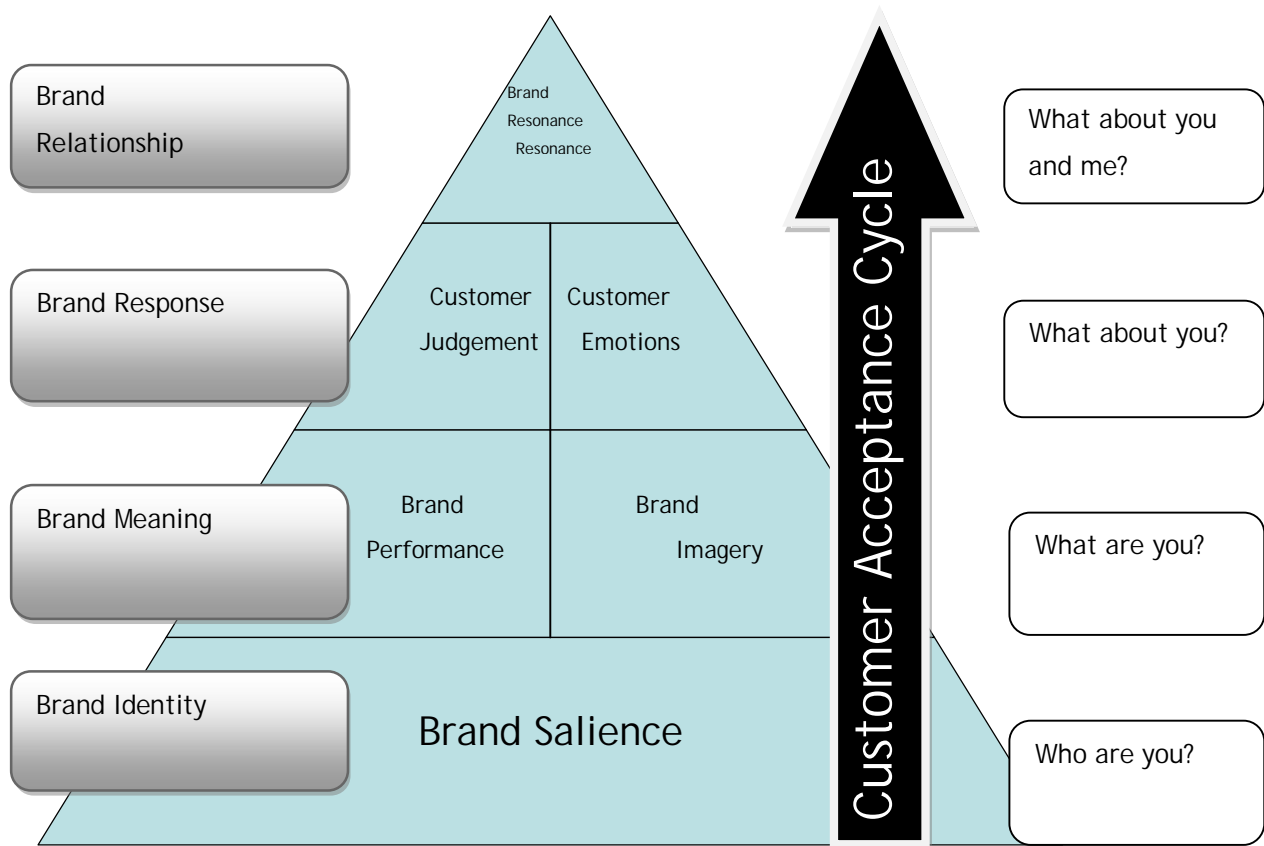 Brand
Relationship
Brand
Resonance
Resonance
What about you
and me?
Brand Response
Customer
Judgement
Customer
Emotions
What about you?
Brand Meaning
Brand
Performance
Brand
Imagery
What are you?
Brand Identity
Brand Salience
Who are you?
Customer Acceptance Cycle